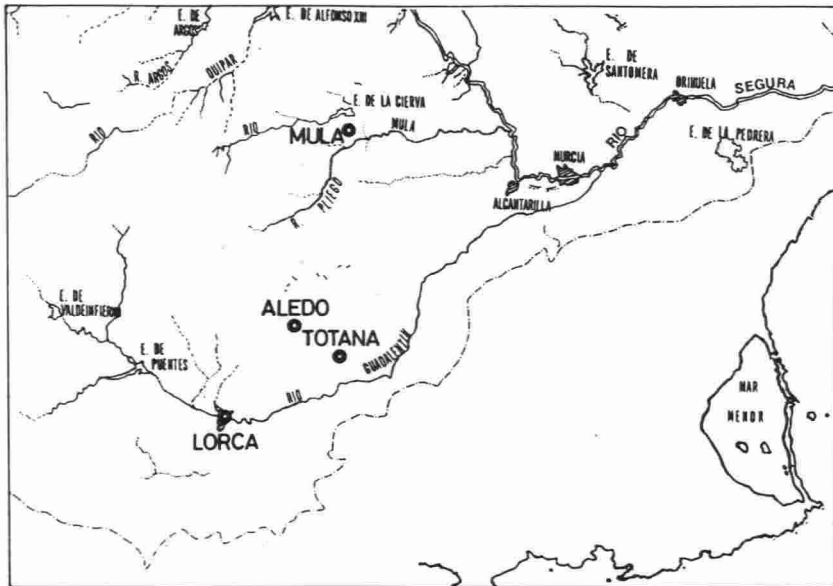 E. DE
ARGOS
E. DE ALFONSO XIII
R. ARGOS
QUIPAR
RIO
E. DE LA CIERVA
RIO
MULA
MULA
R. PLIEGO
E. DE
SANTOMERA
ORIHUELA
SEGURA
RIO
E. DE LA PEDRERA
MURCIA
ALCANTARILLA
E. DE
VALDEINFIERNO
E. DE
PUENTES
ALEDO
TOTANA
GUADALENTIN
RIO
LORCA
MAR
MENOR